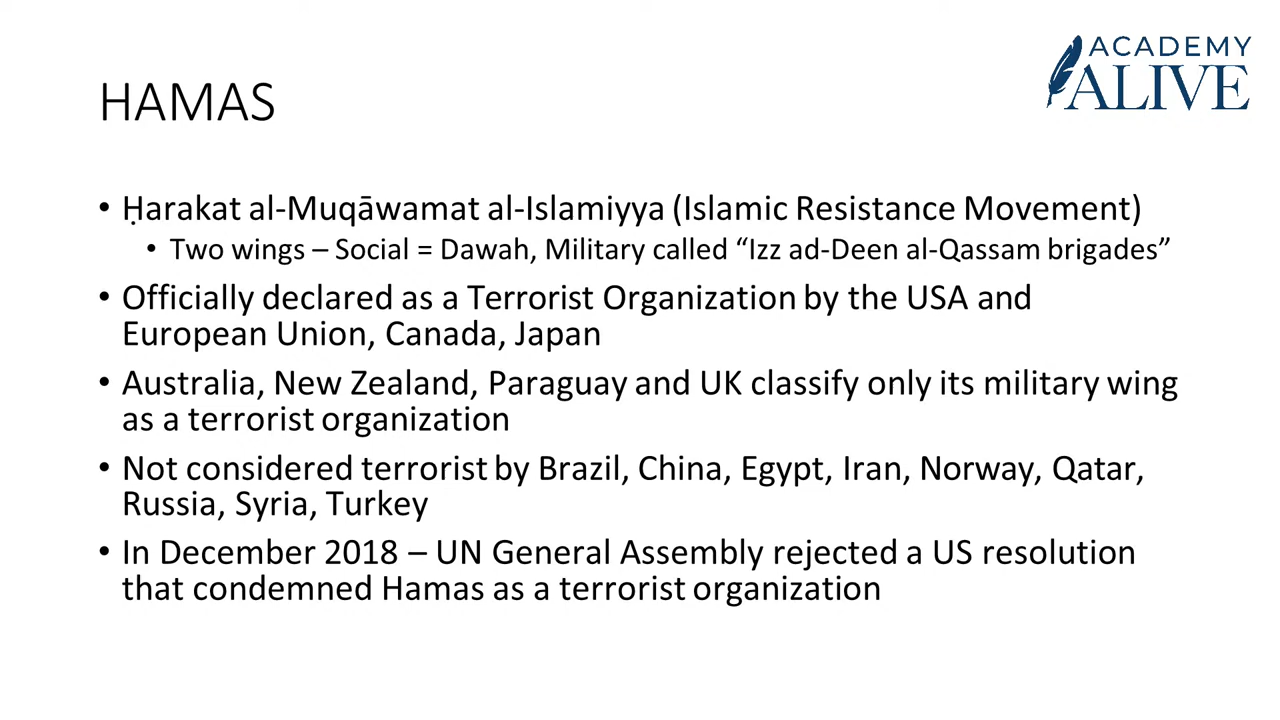 ACADEMY
ALIVE
HAMAS
• Ḥarakat al-Muqāwamat al-Islamiyya (Islamic Resistance Movement)
• Two wings – Social = Dawah, Military called “Izz ad-Deen al-Qassam brigades”
• Officially declared as a Terrorist Organization by the USA and
European Union, Canada, Japan
• Australia, New Zealand, Paraguay and UK classify only its military wing
as a terrorist organization
• Not considered terrorist by Brazil, China, Egypt, Iran, Norway, Qatar,
Russia, Syria, Turkey
• In December 2018 – UN General Assembly rejected a US resolution
that condemned Hamas as a terrorist organization